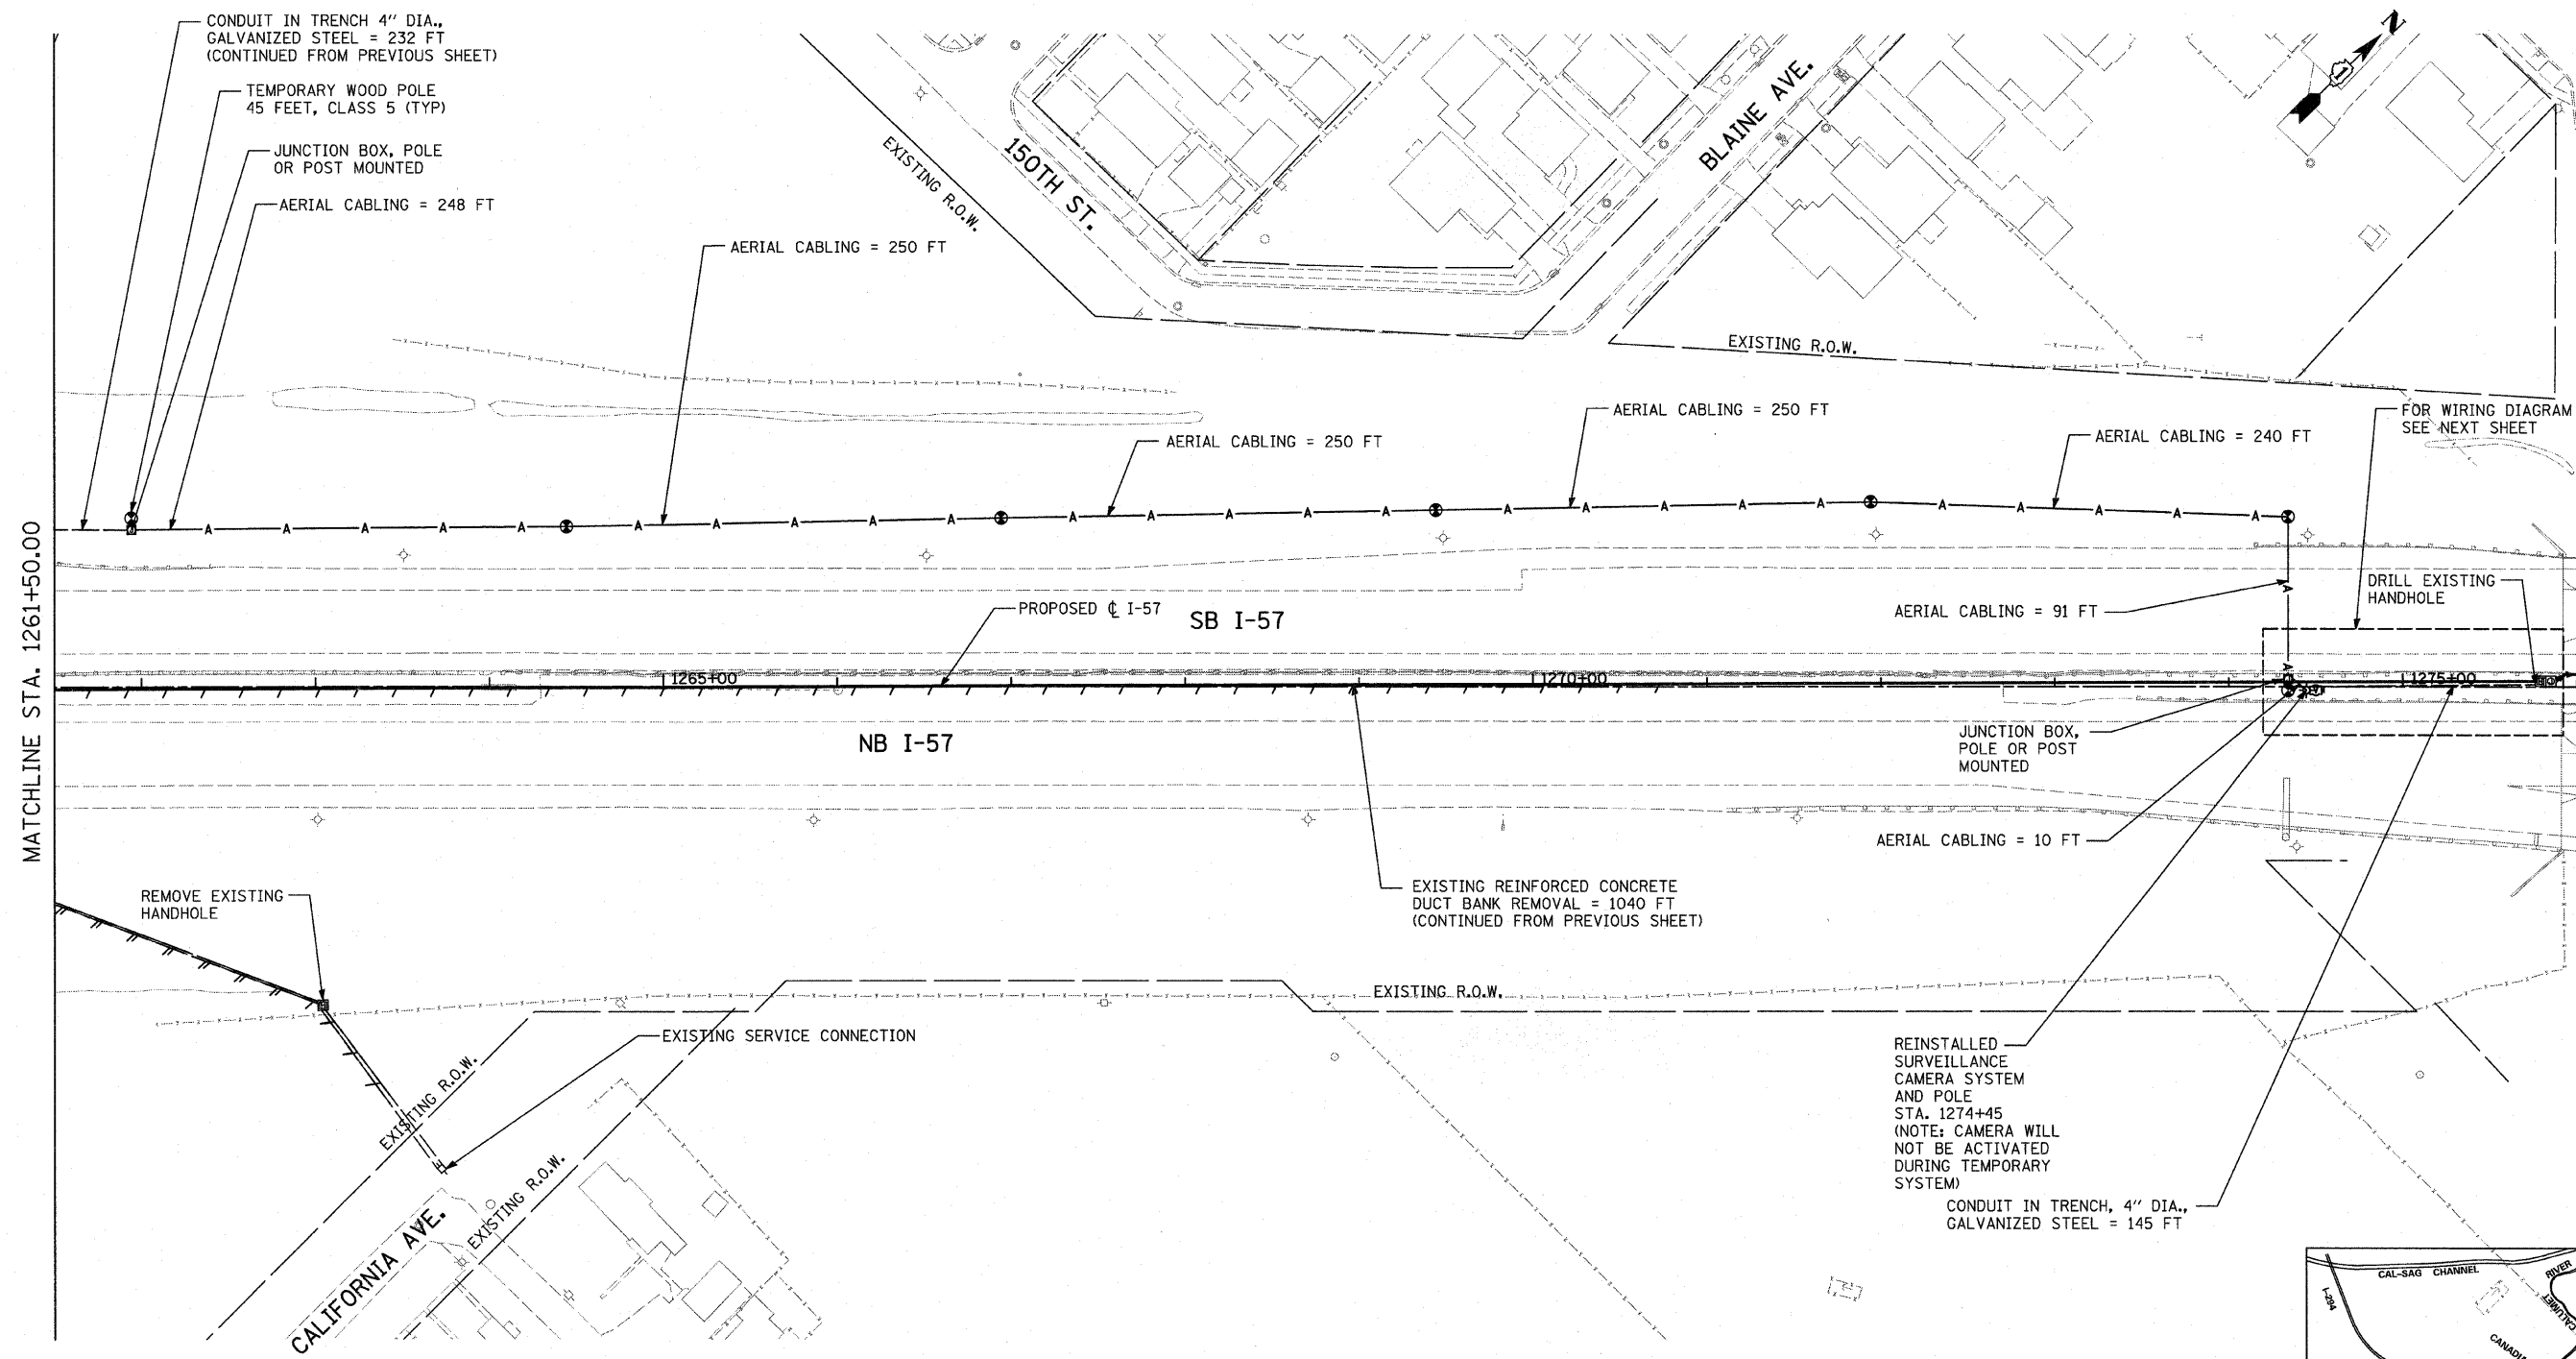 CONDUIT IN TRENCH 4" DIA.,
GALVANIZED STEEL = 232 FT
(CONTINUED FROM PREVIOUS SHEET)
TEMPORARY WOOD POLE
45 FEET, CLASS 5 (TYP)
JUNCTION BOX, POLE
OR POST MOUNTED
AERIAL CABLING = 248 FT
AERIAL CABLING = 250 FT
EXISTING R.O.W.
150TH ST.
BLAINE AVE.
N
1
EXISTING R.O.W.
AERIAL CABLING = 250 FT
AERIAL CABLING = 250 FT
AERIAL CABLING = 240 FT
FOR WIRING DIAGRAM
SEE NEXT SHEET
A A A A A A A A A A A A A A A A A A A A A A A A A
MATCHLINE STA. 1261+50.00
PROPOSED ℄ I-57
SB I-57
AERIAL CABLING = 91 FT
A
A
DRILL EXISTING
HANDHOLE
1265+00
1270+00
1275+00
NB I-57
JUNCTION BOX,
POLE OR POST
MOUNTED
AERIAL CABLING = 10 FT
REMOVE EXISTING
HANDHOLE
EXISTING REINFORCED CONCRETE
DUCT BANK REMOVAL = 1040 FT
(CONTINUED FROM PREVIOUS SHEET)
EXISTING R.O.W.
EXISTING SERVICE CONNECTION
EXISTING R.O.W.
EXISTING R.O.W.
CALIFORNIA AVE.
REINSTALLED
SURVEILLANCE
CAMERA SYSTEM
AND POLE
STA. 1274+45
(NOTE: CAMERA WILL
NOT BE ACTIVATED
DURING TEMPORARY
SYSTEM)
CONDUIT IN TRENCH, 4" DIA.,
GALVANIZED STEEL = 145 FT
CAL-SAG CHANNEL
I-294
RIVER
CALUMET